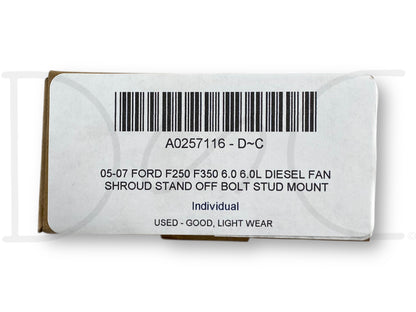 A0257116 - D~C
05-07 FORD F250 F350 6.0 6.0L DIESEL FAN
SHROUD STAND OFF BOLT STUD MOUNT
Individual
USED - GOOD, LIGHT WEAR